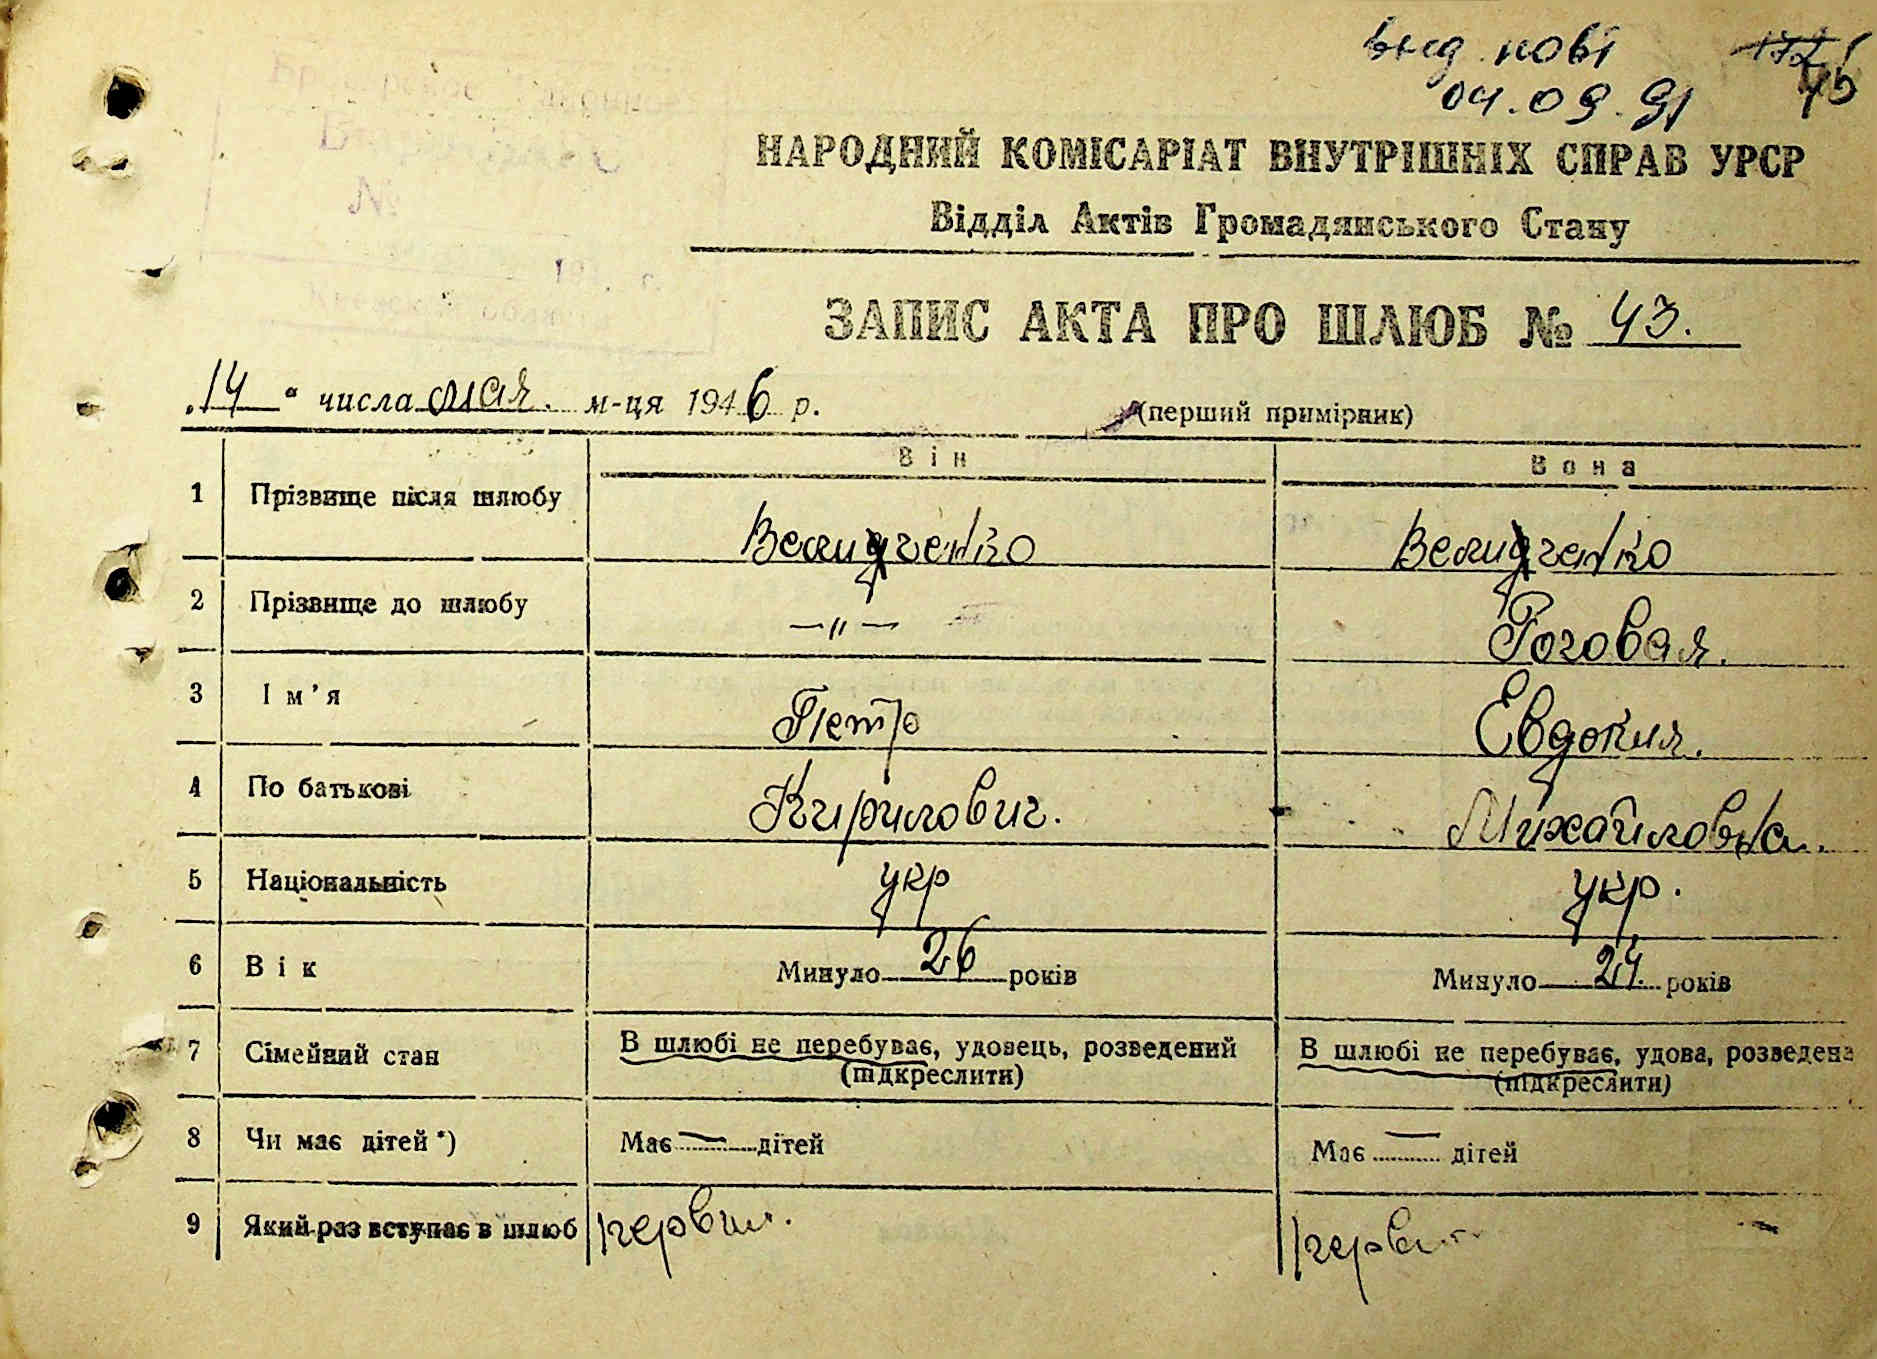 вид. нові
04.09.91
НАРОДНИЙ КОМІСАРІАТ ВНУТРІШНІХ СПРАВ УРСР
Відділ Актів Громадянського Стану
ЗАПИС АКТА ПРО ШЛЮБ № 43.
„14“ числа мая. м-ця 1946 р.
(перший примірник)
Він Вона
1 Прізвище після шлюбу
2 Прізвище до шлюбу —〃— Роговая.
3 Ім'я Петро Евдокия.
4 По батькові Кирилович. Михайловна.
5 Національність укр укр.
6 Вік Минуло 26 років Минуло 24. років
7 Сімейний стан В шлюбі не перебуває, удовець, розведений В шлюбі не перебуває, удова, розведена
(підкреслити) (підкреслити)
8 Чи має дітей *) Має — дітей Має — дітей
9 Який раз вступає в шлюб первий.